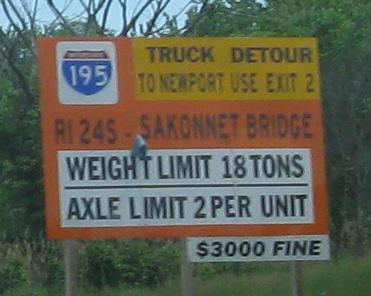 INTERSTATE
195
TRUCK DETOUR
TO NEWPORT USE EXIT 2
RI 24S - SAKONNET BRIDGE
WEIGHT LIMIT 18 TONS
AXLE LIMIT 2 PER UNIT
$3000 FINE